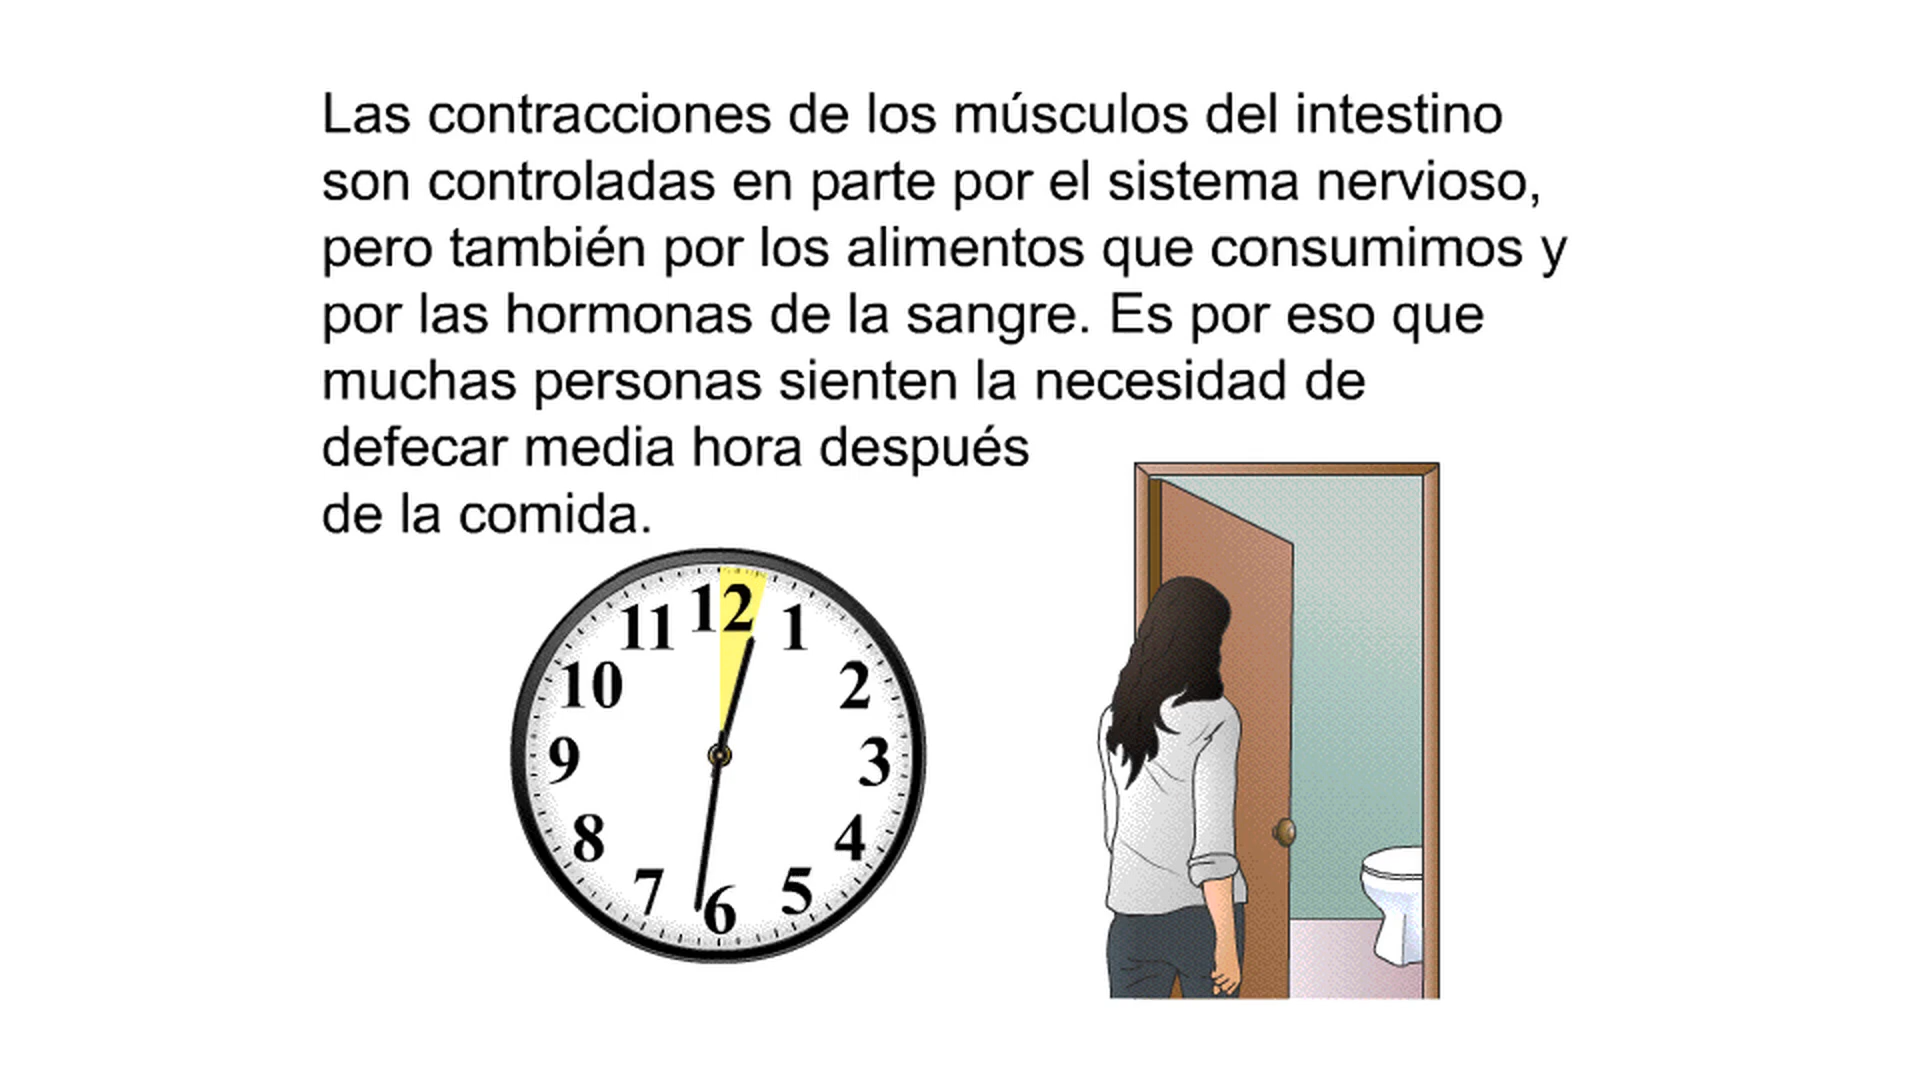 Las contracciones de los músculos del intestino
son controladas en parte por el sistema nervioso,
pero también por los alimentos que consumimos y
por las hormonas de la sangre. Es por eso que
muchas personas sienten la necesidad de
defecar media hora después
de la comida.
12
11
1
10
2
9
3
8
4
7
5
6